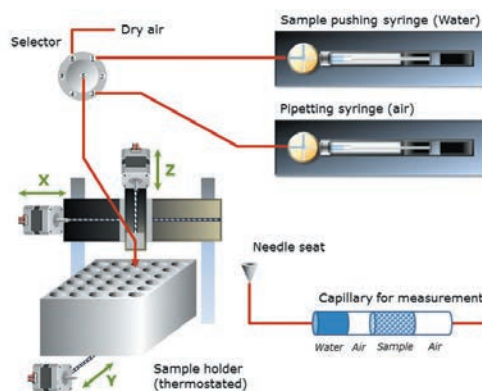 Sample pushing syringe (Water)
Dry air
Selector
Pipetting syringe (air)
Z
X
Needle seat
Capillary for measurement
Water Air Sample Air
Sample holder
(thermostated)
Y